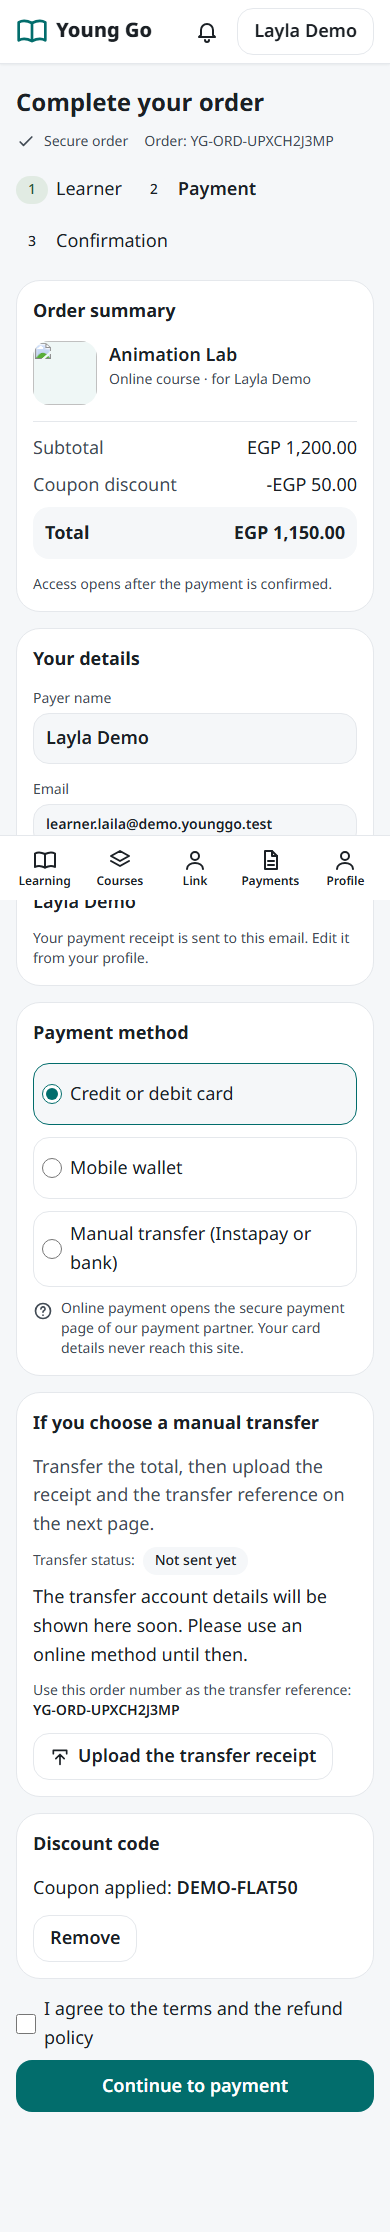 Young Go
Layla Demo
Complete your order
Secure order Order: YG-ORD-UPXCH2J3MP
1 Learner 2 Payment
3 Confirmation
Order summary
Animation Lab
Online course · for Layla Demo
Subtotal EGP 1,200.00
Coupon discount -EGP 50.00
Total EGP 1,150.00
Access opens after the payment is confirmed.
Your details
Payer name
Layla Demo
Email
learner.laila@demo.younggo.test
Learning Courses Link Payments Profile
Layla Demo
Your payment receipt is sent to this email. Edit it
from your profile.
Payment method
Credit or debit card
Mobile wallet
Manual transfer (Instapay or
bank)
Online payment opens the secure payment
page of our payment partner. Your card
details never reach this site.
If you choose a manual transfer
Transfer the total, then upload the
receipt and the transfer reference on
the next page.
Transfer status: Not sent yet
The transfer account details will be
shown here soon. Please use an
online method until then.
Use this order number as the transfer reference:
YG-ORD-UPXCH2J3MP
Upload the transfer receipt
Discount code
Coupon applied: DEMO-FLAT50
Remove
I agree to the terms and the refund
policy
Continue to payment